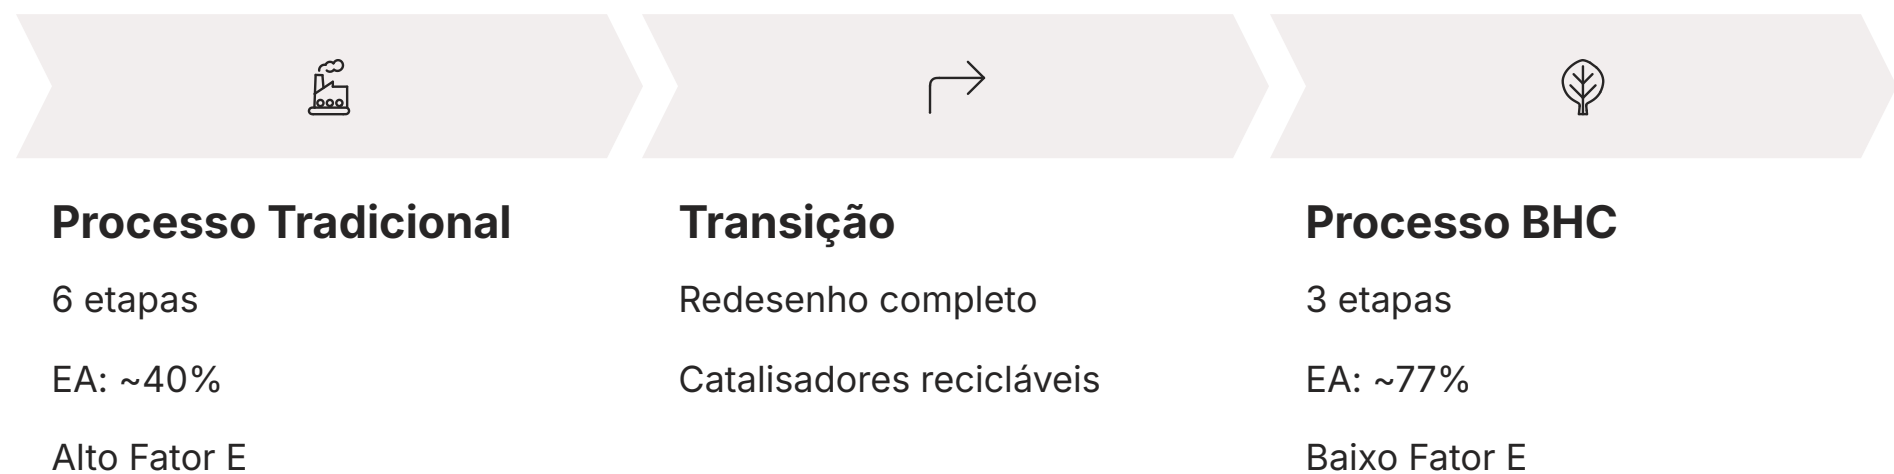 Processo Tradicional
6 etapas
EA: ~40%
Alto Fator E
Transição
Redesenho completo
Catalisadores recicláveis
Processo BHC
3 etapas
EA: ~77%
Baixo Fator E